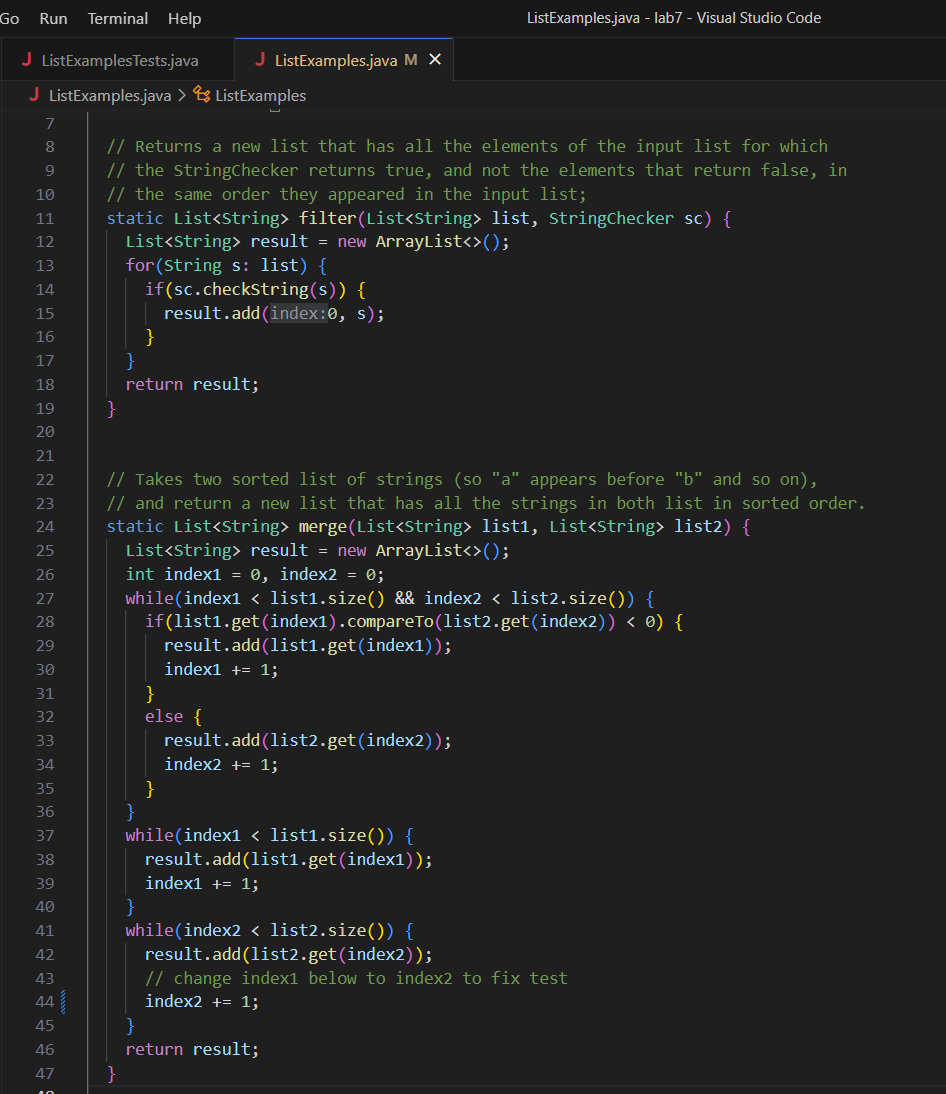 Go Run Terminal Help ListExamples.java - lab7 - Visual Studio Code
J ListExamplesTests.java J ListExamples.java M ×
J ListExamples.java > ListExamples
7
8 // Returns a new list that has all the elements of the input list for which
9 // the StringChecker returns true, and not the elements that return false, in
10 // the same order they appeared in the input list;
11 static List<String> filter(List<String> list, StringChecker sc) {
12 List<String> result = new ArrayList<>();
13 for(String s: list) {
14 if(sc.checkString(s)) {
15 result.add(index:0, s);
16 }
17 }
18 return result;
19 }
20
21
22 // Takes two sorted list of strings (so "a" appears before "b" and so on),
23 // and return a new list that has all the strings in both list in sorted order.
24 static List<String> merge(List<String> list1, List<String> list2) {
25 List<String> result = new ArrayList<>();
26 int index1 = 0, index2 = 0;
27 while(index1 < list1.size() && index2 < list2.size()) {
28 if(list1.get(index1).compareTo(list2.get(index2)) < 0) {
29 result.add(list1.get(index1));
30 index1 += 1;
31 }
32 else {
33 result.add(list2.get(index2));
34 index2 += 1;
35 }
36 }
37 while(index1 < list1.size()) {
38 result.add(list1.get(index1));
39 index1 += 1;
40 }
41 while(index2 < list2.size()) {
42 result.add(list2.get(index2));
43 // change index1 below to index2 to fix test
44 index2 += 1;
45 }
46 return result;
47 }